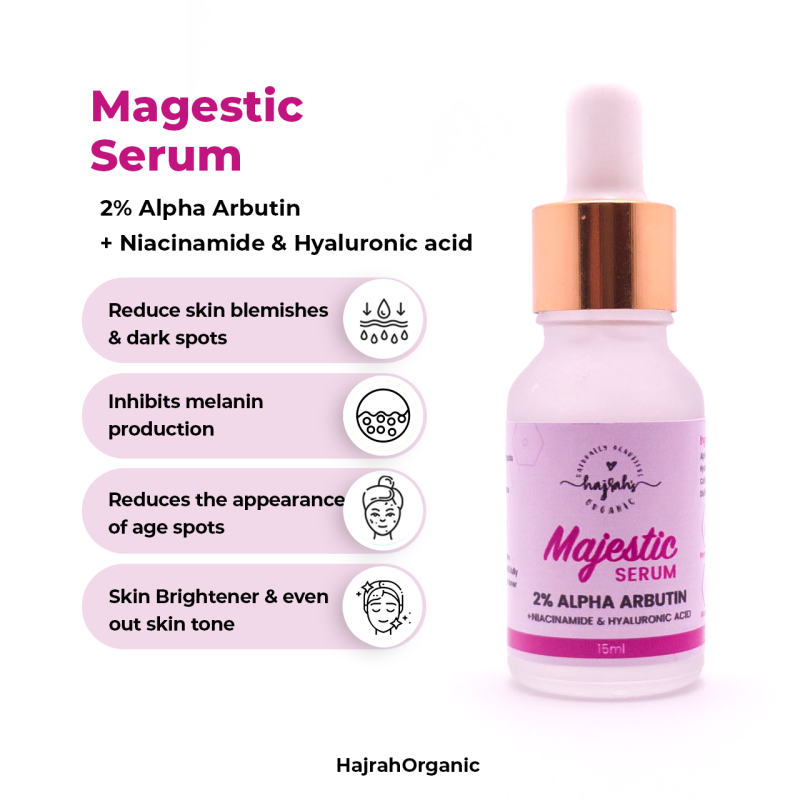 Magestic
Serum
2% Alpha Arbutin
+ Niacinamide & Hyaluronic acid
Reduce skin blemishes
& dark spots
Inhibits melanin
production
Reduces the appearance
of age spots
Skin Brightener & even
out skin tone
NATURALLY BEAUTIFUL
hajrah's
ORGANIC
Majestic
SERUM
2% ALPHA ARBUTIN
+NIACINAMIDE & HYALURONIC ACID
15ml
HajrahOrganic